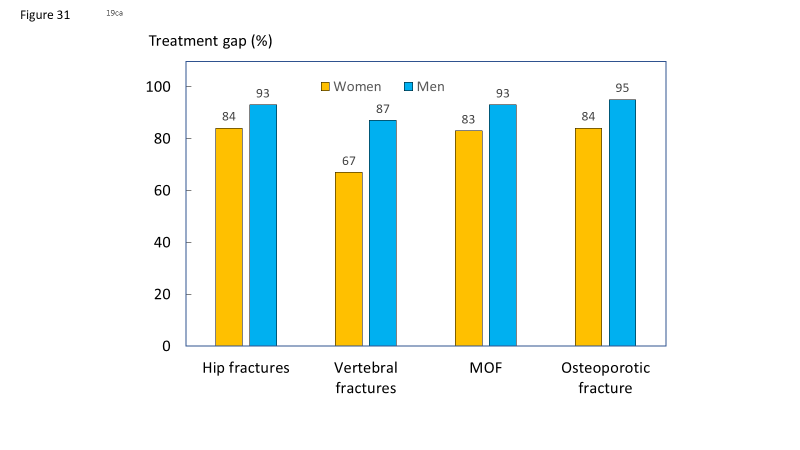 Figure 31
19ca
Treatment gap (%)
Women Men
100
80
60
40
20
0
84
93
67
87
83
93
84
95
Hip fractures
Vertebral
fractures
MOF
Osteoporotic
fracture